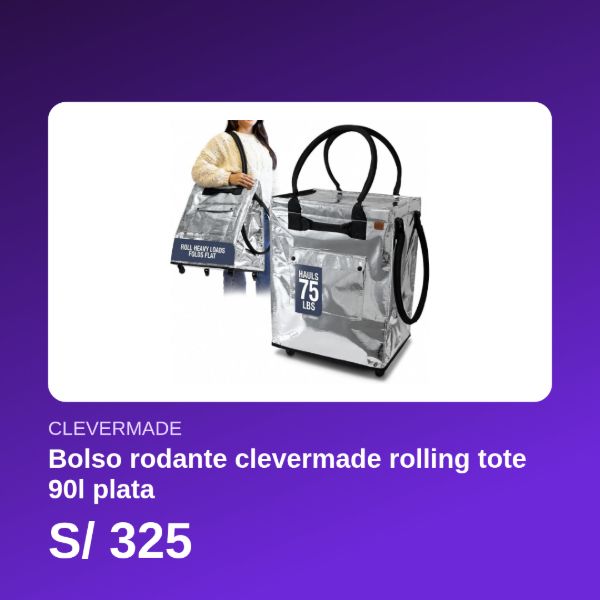 ROLL HEAVY LOADS
FOLDS FLAT
HAULS
75
LBS
CLEVERMADE
Bolso rodante clevermade rolling tote
90l plata
S/ 325